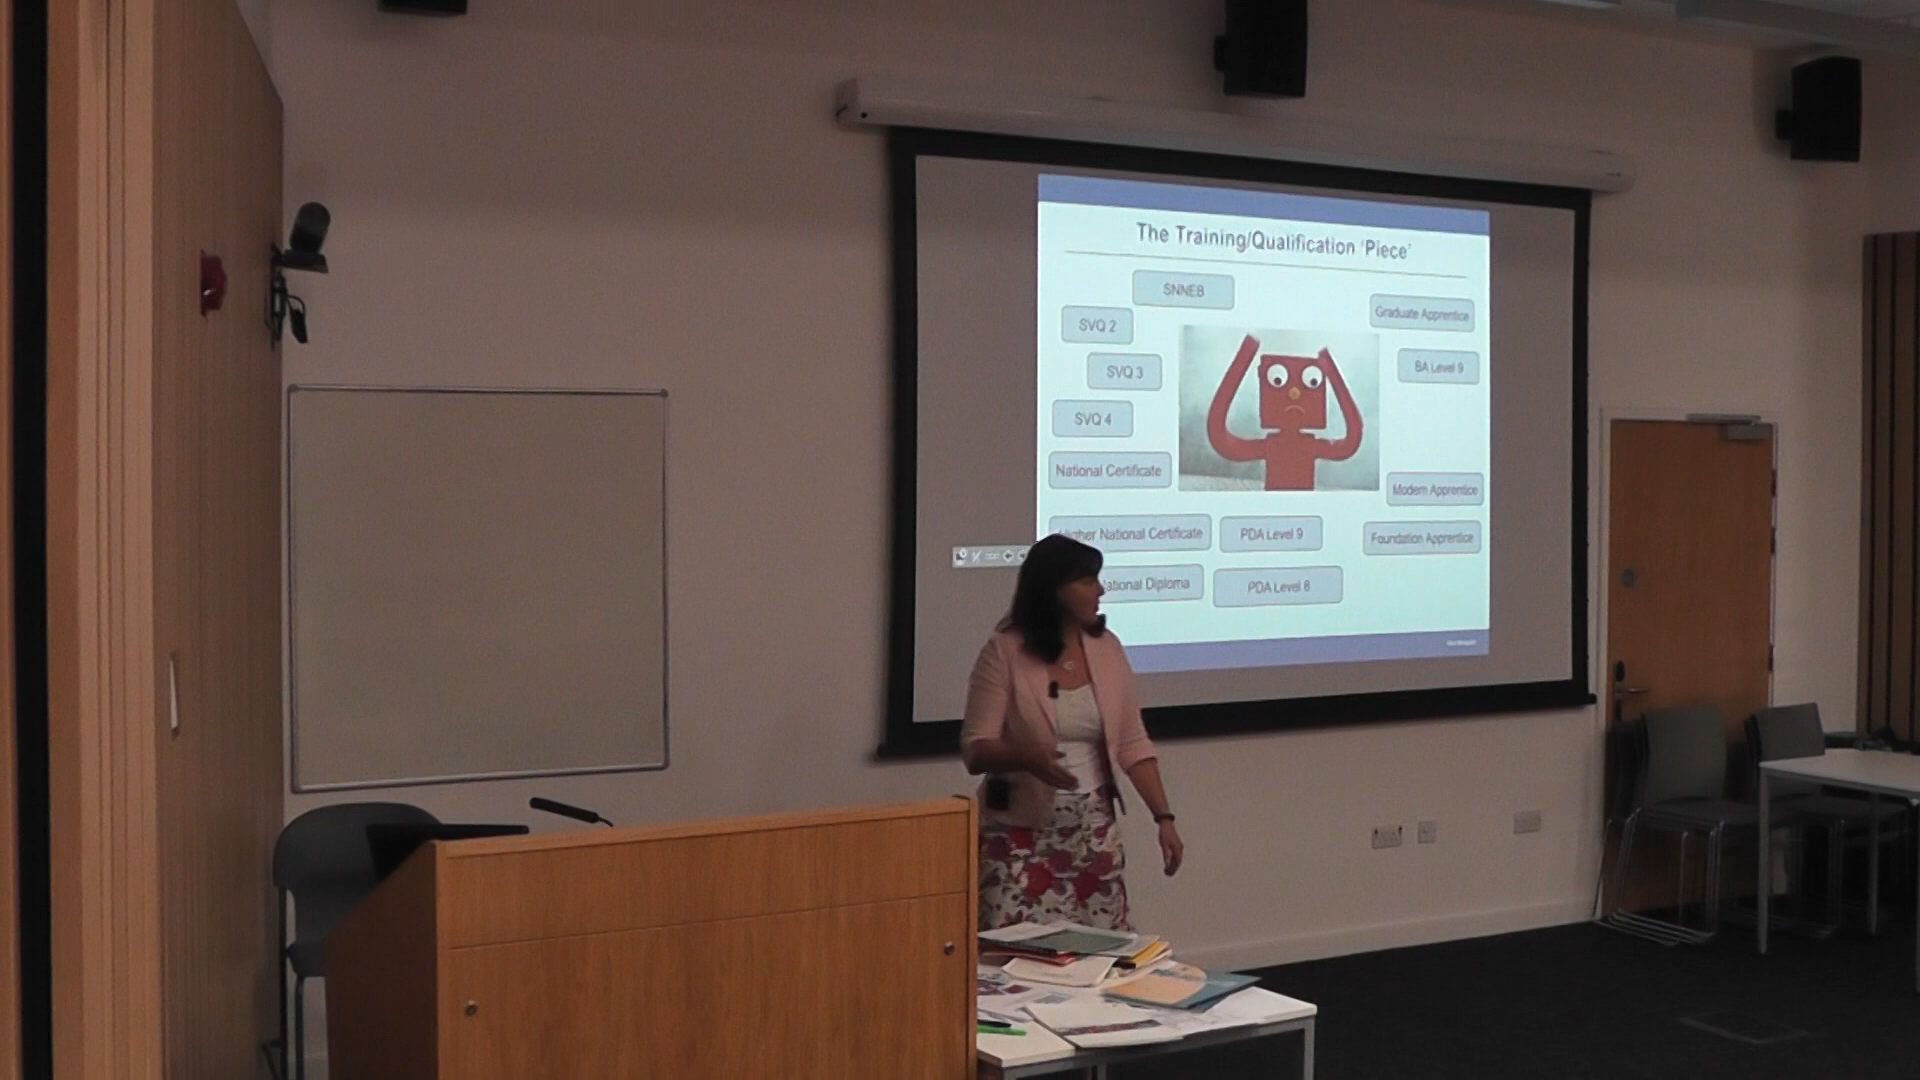 The Training/Qualification 'Piece'
SNNEB
Graduate Apprentice
SVQ 2
SVQ 3
BA Level 9
SVQ 4
National Certificate
Modern Apprentice
Higher National Certificate
PDA Level 9
Foundation Apprentice
National Diploma
PDA Level 8